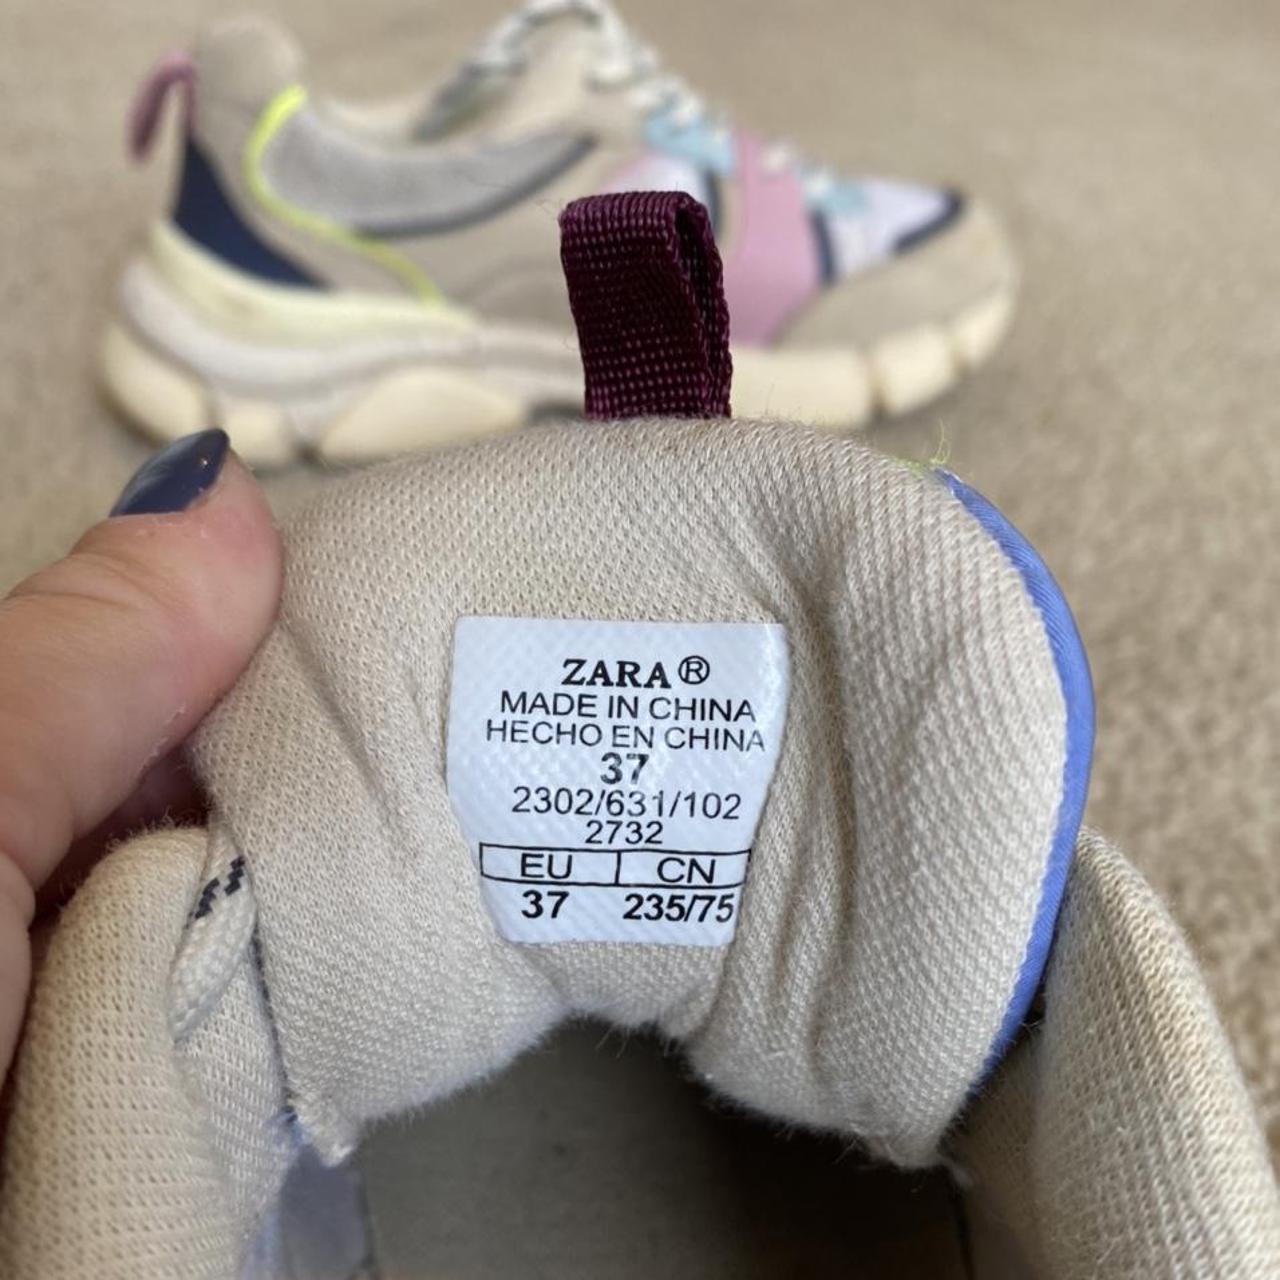 ZARA®
MADE IN CHINA
HECHO EN CHINA
37
2302/631/102
2732
EU CN
37 235/75